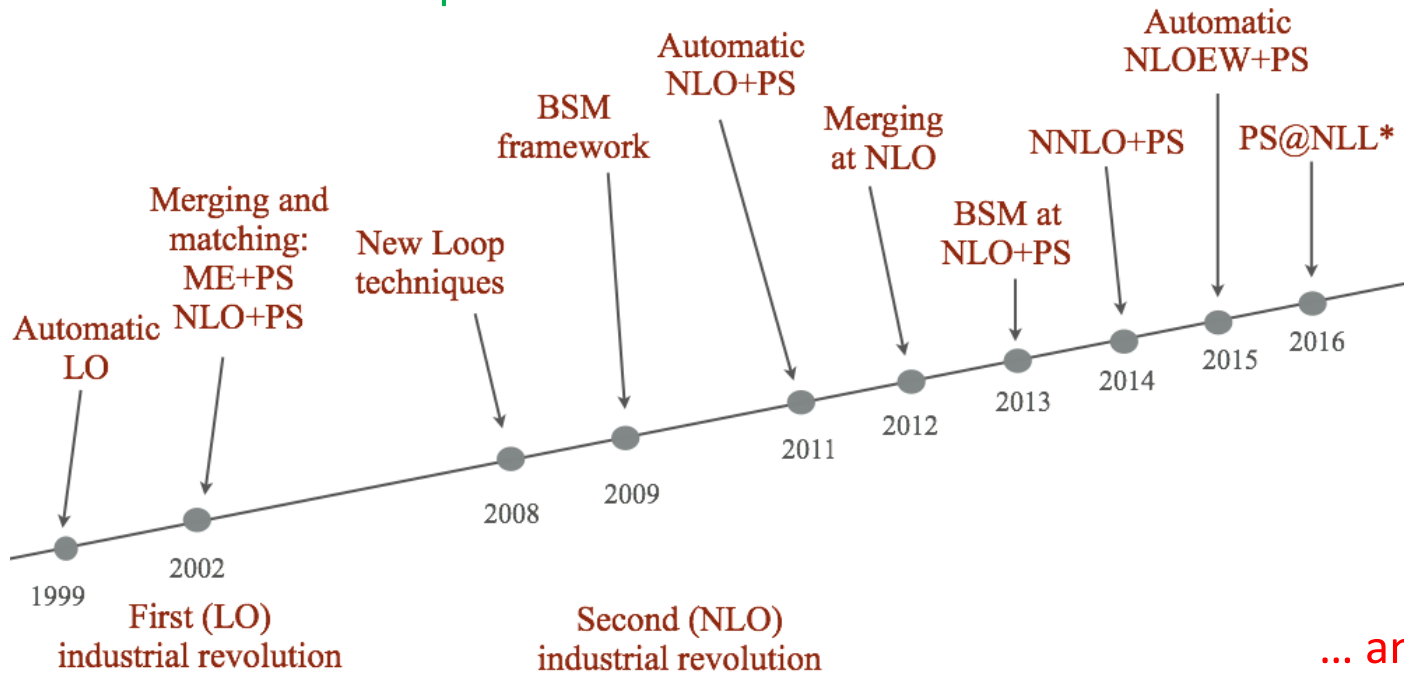 Automatic
NLOEW+PS
Automatic
NLO+PS
BSM
framework
Merging
at NLO
NNLO+PS
PS@NLL*
Merging and
matching:
ME+PS
NLO+PS
New Loop
techniques
BSM at
NLO+PS
Automatic
LO
1999
2002
2008
2009
2011
2012
2013
2014
2015
2016
First (LO)
industrial revolution
Second (NLO)
industrial revolution
...